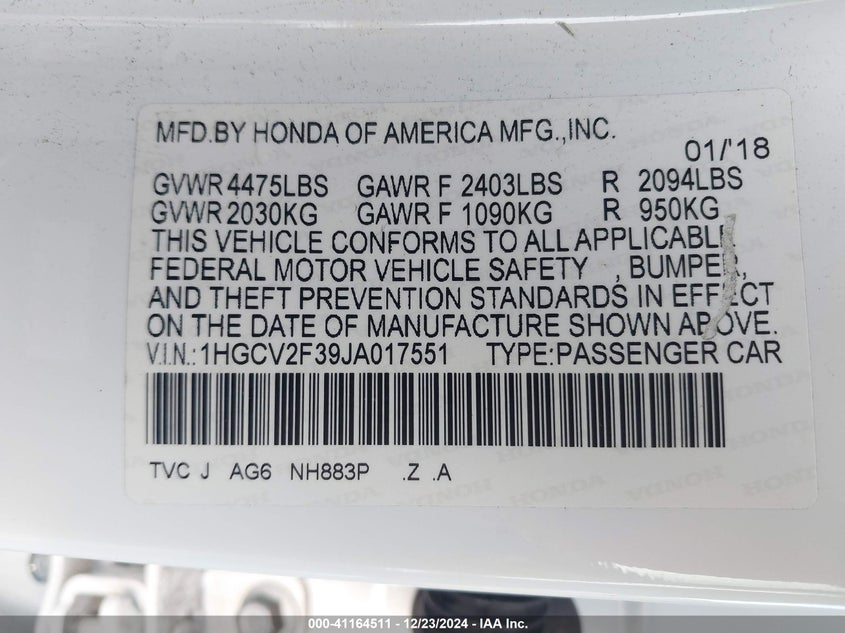 MFD.BY HONDA OF AMERICA MFG.,INC.
01/'18
GVWR 4475LBS GAWR F 2403LBS R 2094LBS
GVWR 2030KG GAWR F 1090KG R 950KG
THIS VEHICLE CONFORMS TO ALL APPLICABLE
FEDERAL MOTOR VEHICLE SAFETY , BUMPER,
AND THEFT PREVENTION STANDARDS IN EFFECT
ON THE DATE OF MANUFACTURE SHOWN ABOVE.
V.I.N.:1HGCV2F39JA017551 TYPE:PASSENGER CAR
TVC J AG6 NH883P .Z .A
000-41164511 - 12/23/2024 - IAA Inc.